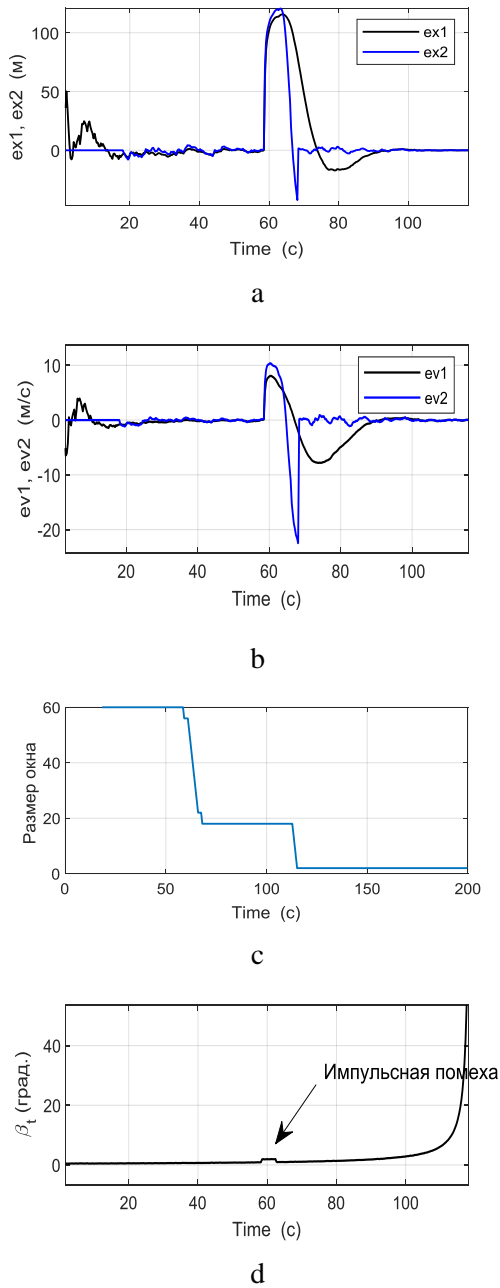 100
50
0
ex1, ex2 (м)
ex1
ex2
20 40 60 80 100
Time (с)
a
10
0
-10
-20
ev1, ev2 (м/с)
ev1
ev2
20 40 60 80 100
Time (с)
b
60
40
20
0
Размер окна
0 50 100 150 200
Time (с)
c
40
20
0
βt (град.)
Импульсная помеха
20 40 60 80 100
Time (с)
d